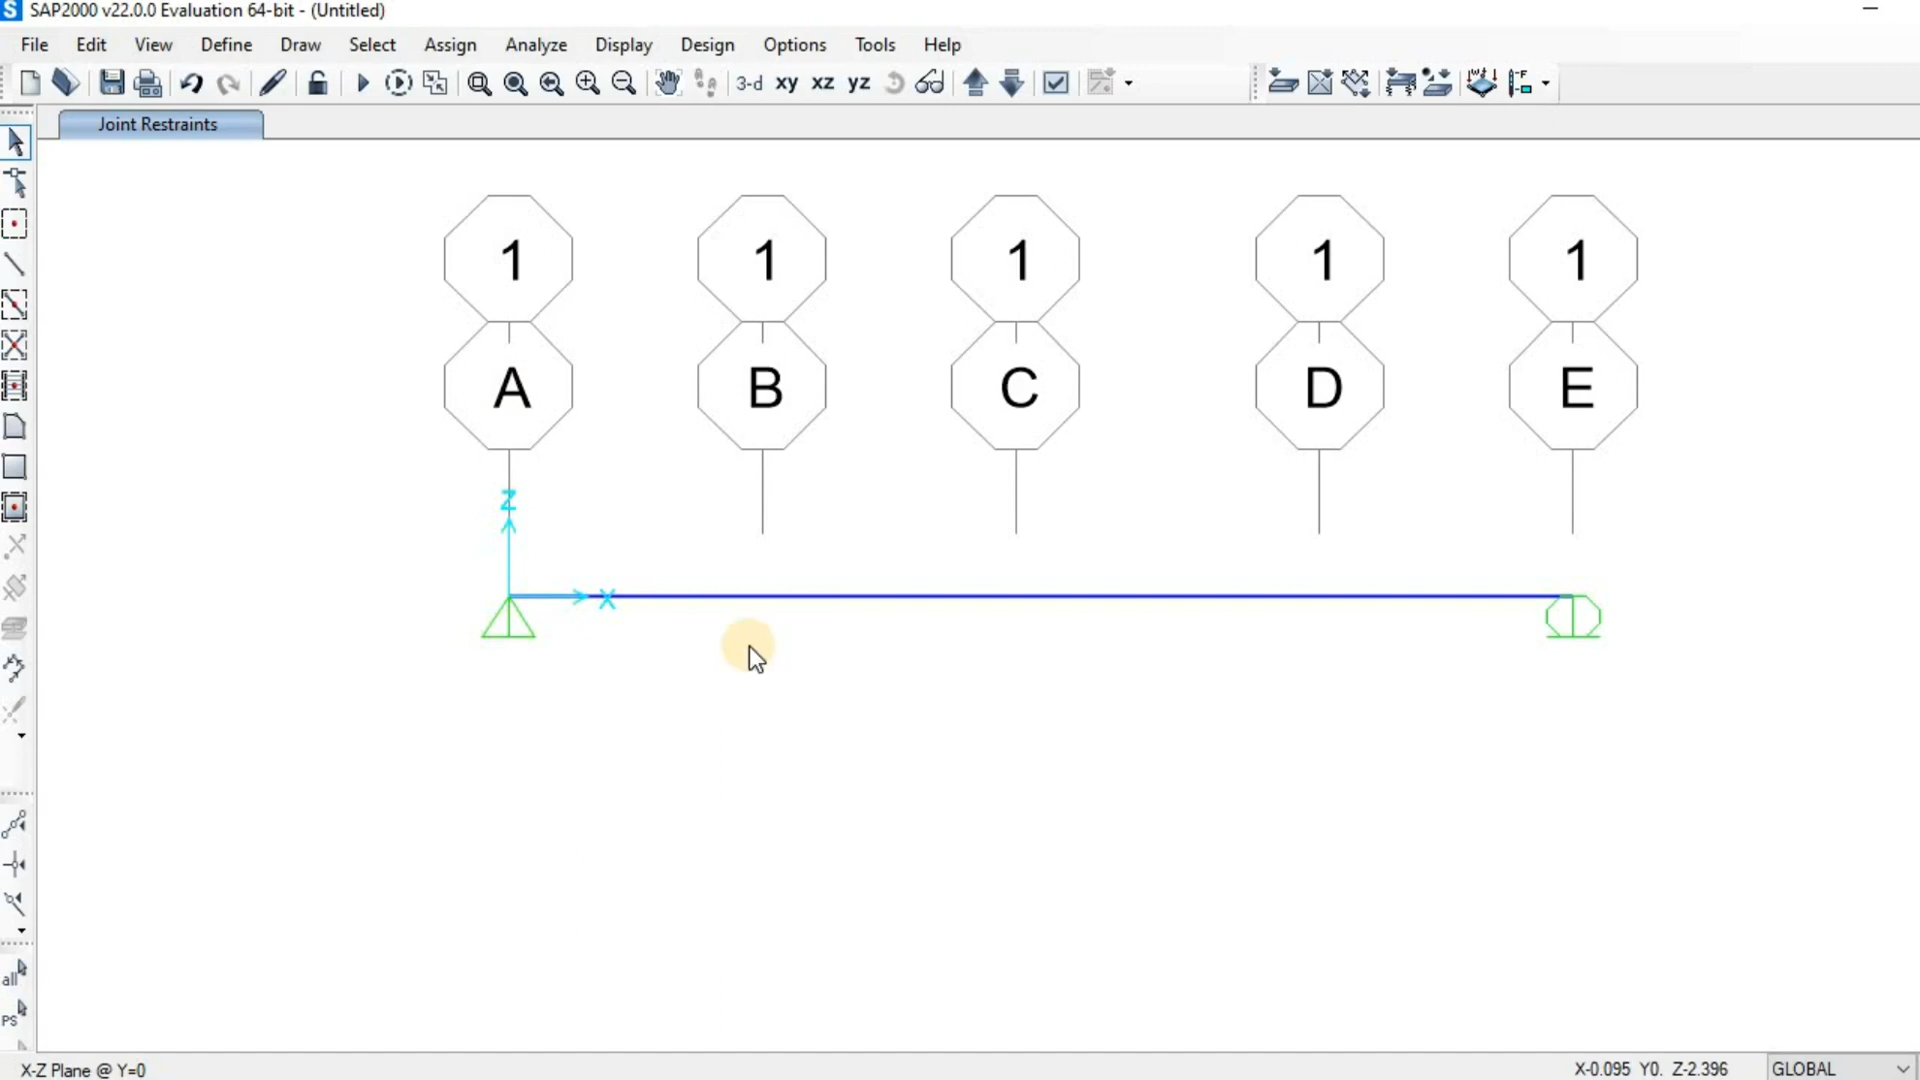 S SAP2000 v22.0.0 Evaluation 64-bit - (Untitled)
File Edit View Define Draw Select Assign Analyze Display Design Options Tools Help
3-d xy xz yz
Joint Restraints
1 1 1 1 1
A B C D E
Z
X
all
PS
X-Z Plane @ Y=0
X-0.095 Y0. Z-2.396
GLOBAL